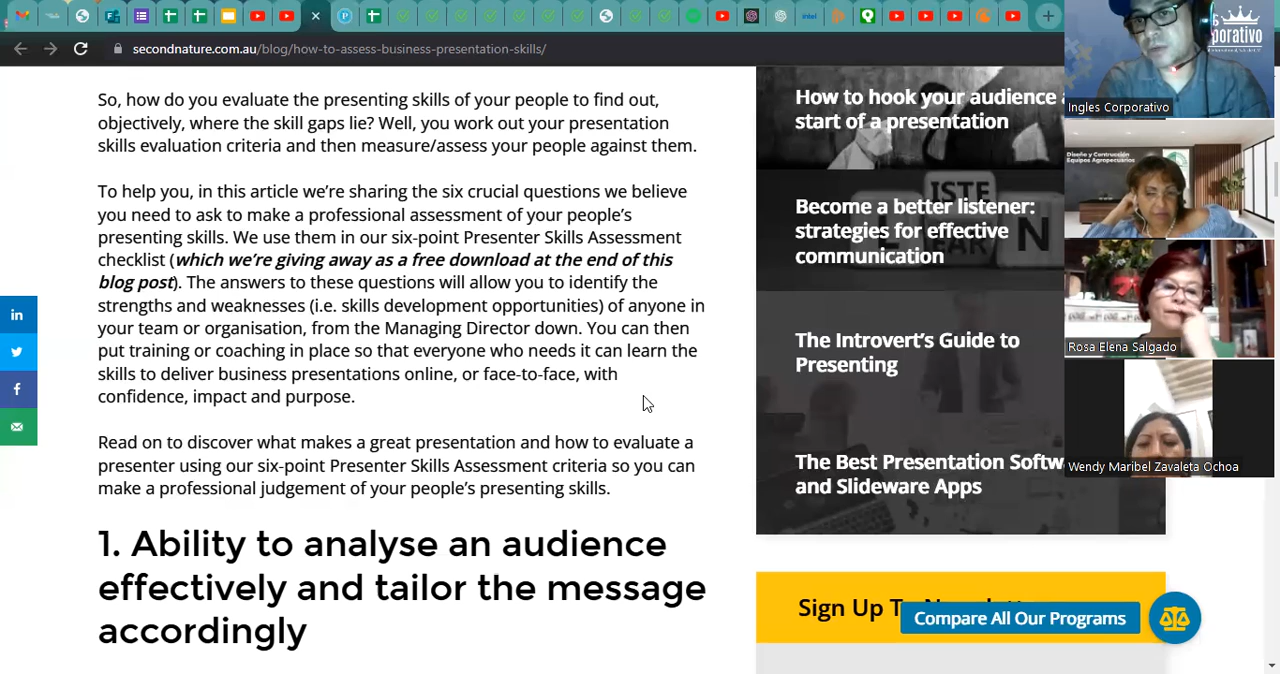 secondnature.com.au/blog/how-to-assess-business-presentation-skills/
So, how do you evaluate the presenting skills of your people to find out,
objectively, where the skill gaps lie? Well, you work out your presentation
skills evaluation criteria and then measure/assess your people against them.
To help you, in this article we're sharing the six crucial questions we believe
you need to ask to make a professional assessment of your people's
presenting skills. We use them in our six-point Presenter Skills Assessment
checklist (which we're giving away as a free download at the end of this
blog post). The answers to these questions will allow you to identify the
strengths and weaknesses (i.e. skills development opportunities) of anyone in
your team or organisation, from the Managing Director down. You can then
put training or coaching in place so that everyone who needs it can learn the
skills to deliver business presentations online, or face-to-face, with
confidence, impact and purpose.
Read on to discover what makes a great presentation and how to evaluate a
presenter using our six-point Presenter Skills Assessment criteria so you can
make a professional judgement of your people's presenting skills.
1. Ability to analyse an audience
effectively and tailor the message
accordingly
How to hook your audience
start of a presentation
ISTE
N
Become a better listener:
strategies for effective
communication
The Introvert's Guide to
Presenting
The Best Presentation Softw
and Slideware Apps
Sign Up
Compare All Our Programs
in
f
porativo
Ingles Corporativo
Diseño y Contrucción
Equipos Agropecuarios
Rosa Elena Salgado
Wendy Maribel Zavaleta Ochoa